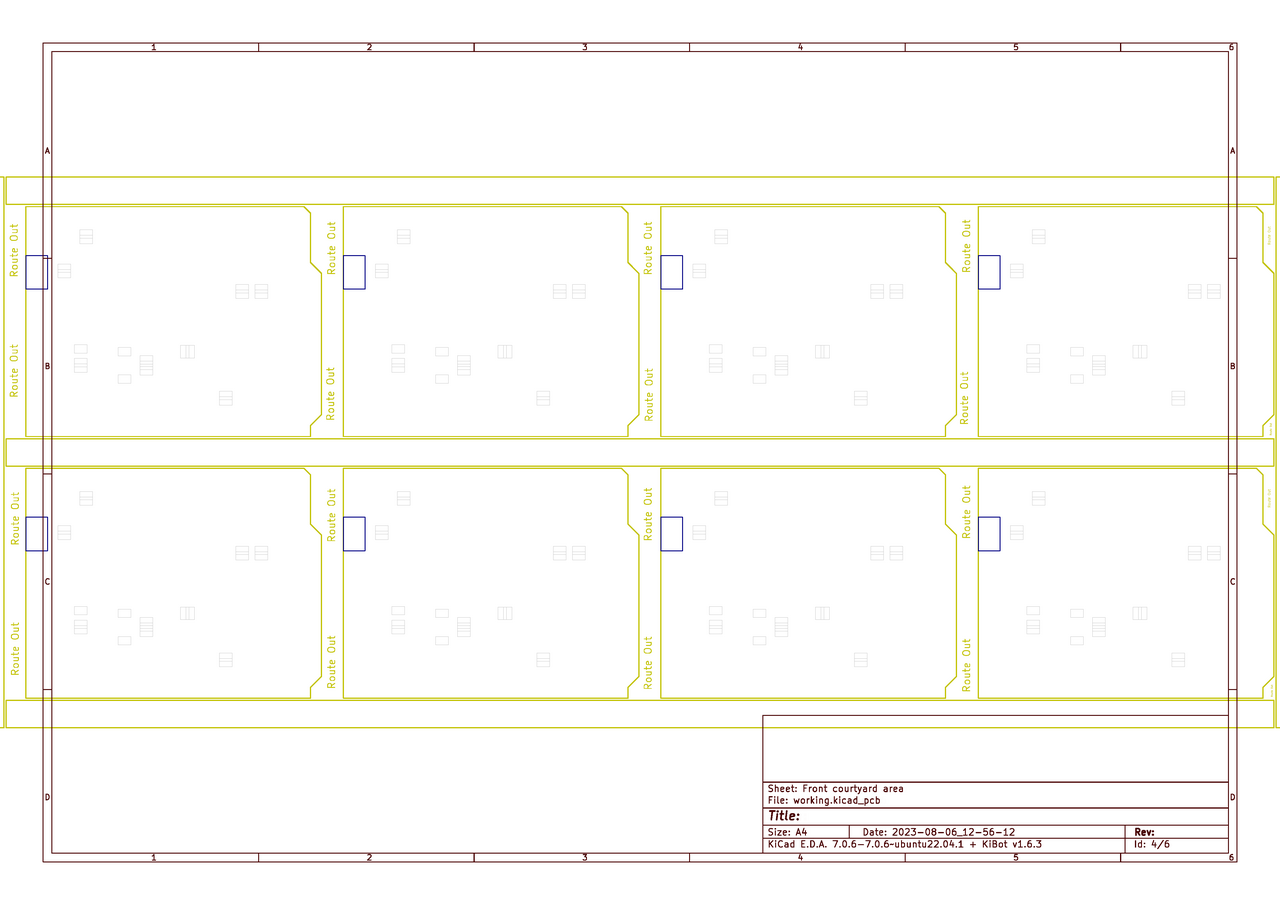 1 2 3 4 5 6
A A
Route Out Route Out Route Out Route Out Route Out
B B
Route Out Route Out Route Out Route Out
Route Out Route Out Route Out Route Out Route Out
C C
Route Out Route Out Route Out Route Out
D D
Sheet: Front courtyard area
File: working.kicad_pcb
Title:
Size: A4 Date: 2023-08-06_12-56-12 Rev:
KiCad E.D.A. 7.0.6-7.0.6~ubuntu22.04.1 + KiBot v1.6.3 Id: 4/6
1 2 3 4 5 6